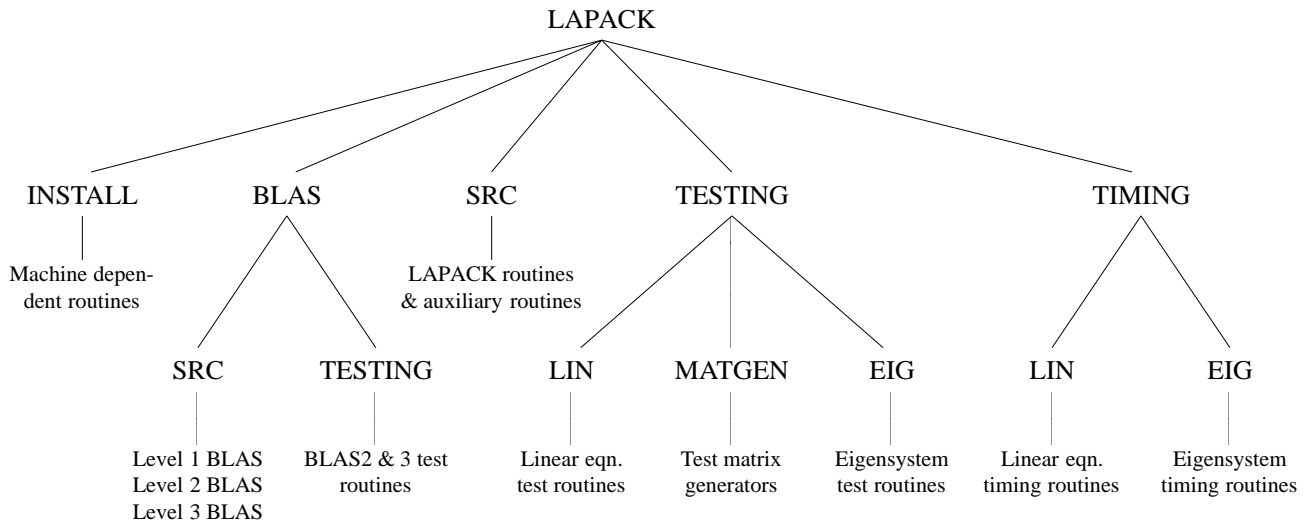 LAPACK
INSTALL BLAS SRC TESTING TIMING
Machine depen-
dent routines
LAPACK routines
& auxiliary routines
SRC TESTING LIN MATGEN EIG LIN EIG
Level 1 BLAS
Level 2 BLAS
Level 3 BLAS
BLAS2 & 3 test
routines
Linear eqn.
test routines
Test matrix
generators
Eigensystem
test routines
Linear eqn.
timing routines
Eigensystem
timing routines